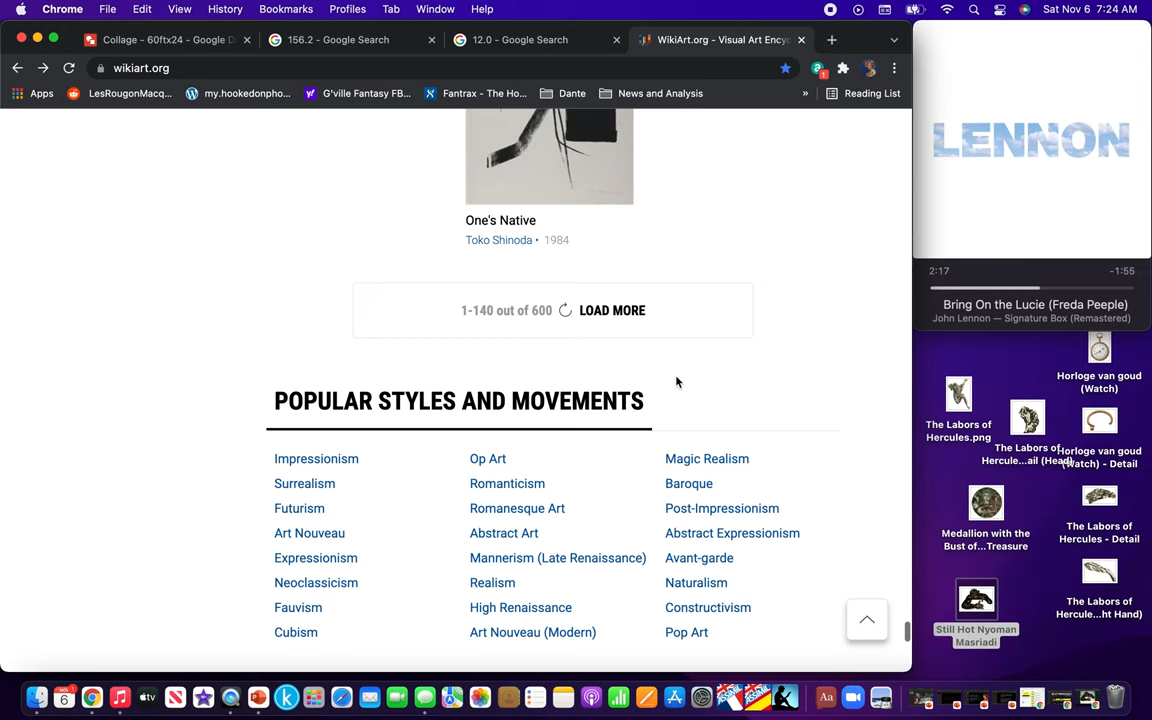 Chrome File Edit View History Bookmarks Profiles Tab Window Help Sat Nov 6 7:24 AM
Collage - 60ftx24 - Google D 156.2 - Google Search 12.0 - Google Search WikiArt.org - Visual Art Ency
wikiart.org
Apps LesRougonMacq... my.hookedonpho... G'ville Fantasy FB... Fantrax - The Ho... Dante News and Analysis » Reading List
One's Native
Toko Shinoda • 1984
1-140 out of 600 LOAD MORE
POPULAR STYLES AND MOVEMENTS
Impressionism Op Art Magic Realism
Surrealism Romanticism Baroque
Futurism Romanesque Art Post-Impressionism
Art Nouveau Abstract Art Abstract Expressionism
Expressionism Mannerism (Late Renaissance) Avant-garde
Neoclassicism Realism Naturalism
Fauvism High Renaissance Constructivism
Cubism Art Nouveau (Modern) Pop Art
LENNON
2:17 -1:55
Bring On the Lucie (Freda Peeple)
John Lennon — Signature Box (Remastered)
Horloge van goud
(Watch)
The Labors of
Hercules.png
The Labors of
Hercule...ail (Head)
Horloge van goud
(Watch) - Detail
Medallion with the
Bust of...Treasure
The Labors of
Hercules - Detail
Still Hot Nyoman
Masriadi
The Labors of
Hercule...ht Hand)